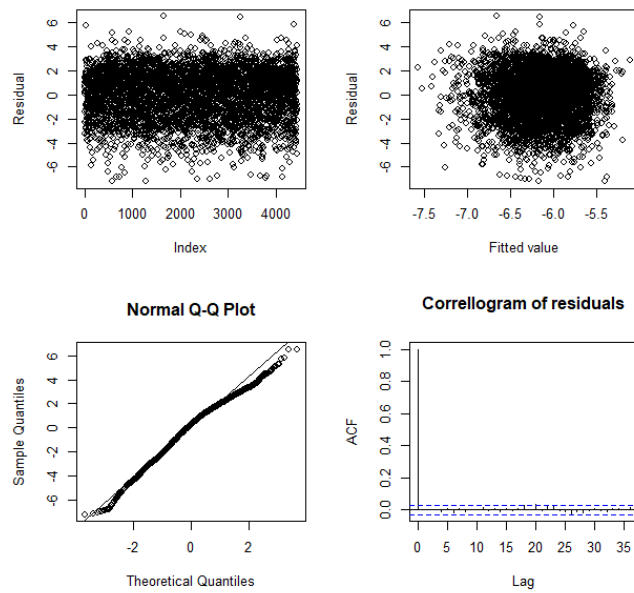 Residual
6
4
2
0
-2
-4
-6
0 1000 2000 3000 4000
Index
Residual
6
4
2
0
-2
-4
-6
-7.5 -7.0 -6.5 -6.0 -5.5
Fitted value
Normal Q-Q Plot
Sample Quantiles
6
4
2
0
-2
-4
-6
-2 0 2
Theoretical Quantiles
Correllogram of residuals
ACF
1.0
0.8
0.6
0.4
0.2
0.0
0 5 10 15 20 25 30 35
Lag